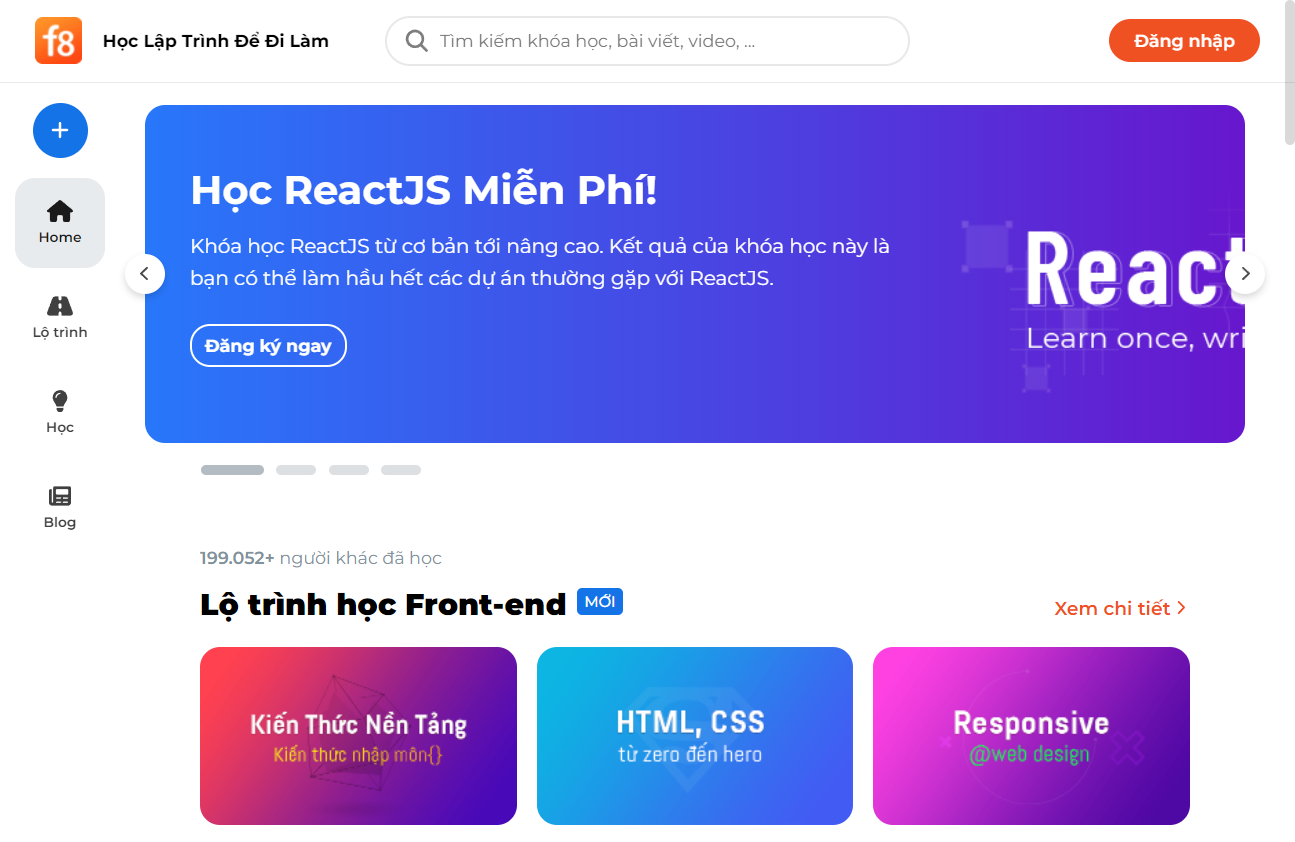 f8
Học Lập Trình Để Đi Làm
Tìm kiếm khóa học, bài viết, video, ...
Đăng nhập
Home
Lộ trình
Học
Blog
Học ReactJS Miễn Phí!
Khóa học ReactJS từ cơ bản tới nâng cao. Kết quả của khóa học này là
bạn có thể làm hầu hết các dự án thường gặp với ReactJS.
Đăng ký ngay
React
Learn once, wri
199.052+ người khác đã học
Lộ trình học Front-end MỚI
Xem chi tiết
Kiến Thức Nền Tảng
Kiến thức nhập môn{}
HTML, CSS
từ zero đến hero
Responsive
@web design